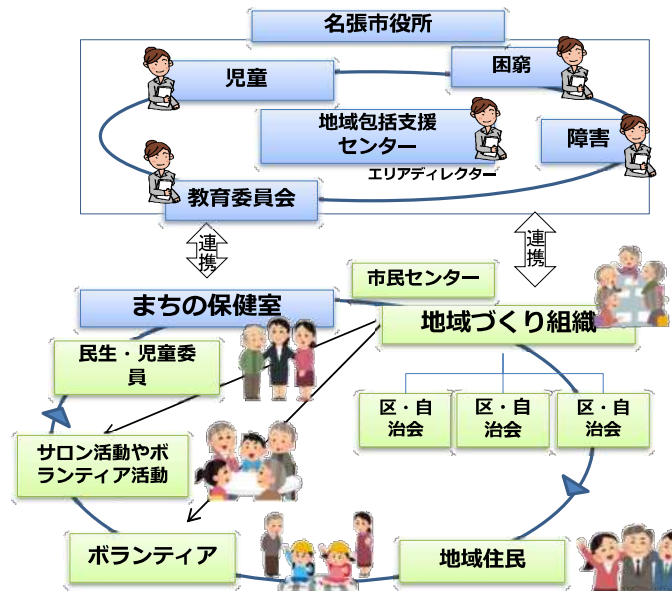 名張市役所
児童
困窮
地域包括支援
センター
障害
エリアディレクター
教育委員会
連携
連携
市民センター
まちの保健室
地域づくり組織
民生・児童委
員
区・自
治会
区・自
治会
区・自
治会
サロン活動やボ
ランティア活動
ボランティア
地域住民